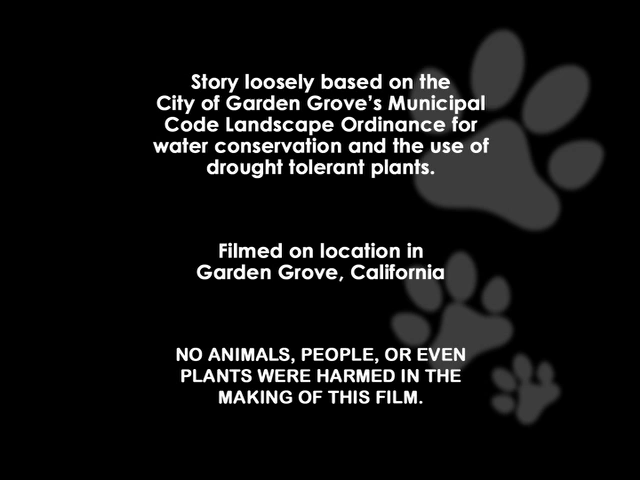 Story loosely based on the
City of Garden Grove's Municipal
Code Landscape Ordinance for
water conservation and the use of
drought tolerant plants.
Filmed on location in
Garden Grove, California
NO ANIMALS, PEOPLE, OR EVEN
PLANTS WERE HARMED IN THE
MAKING OF THIS FILM.